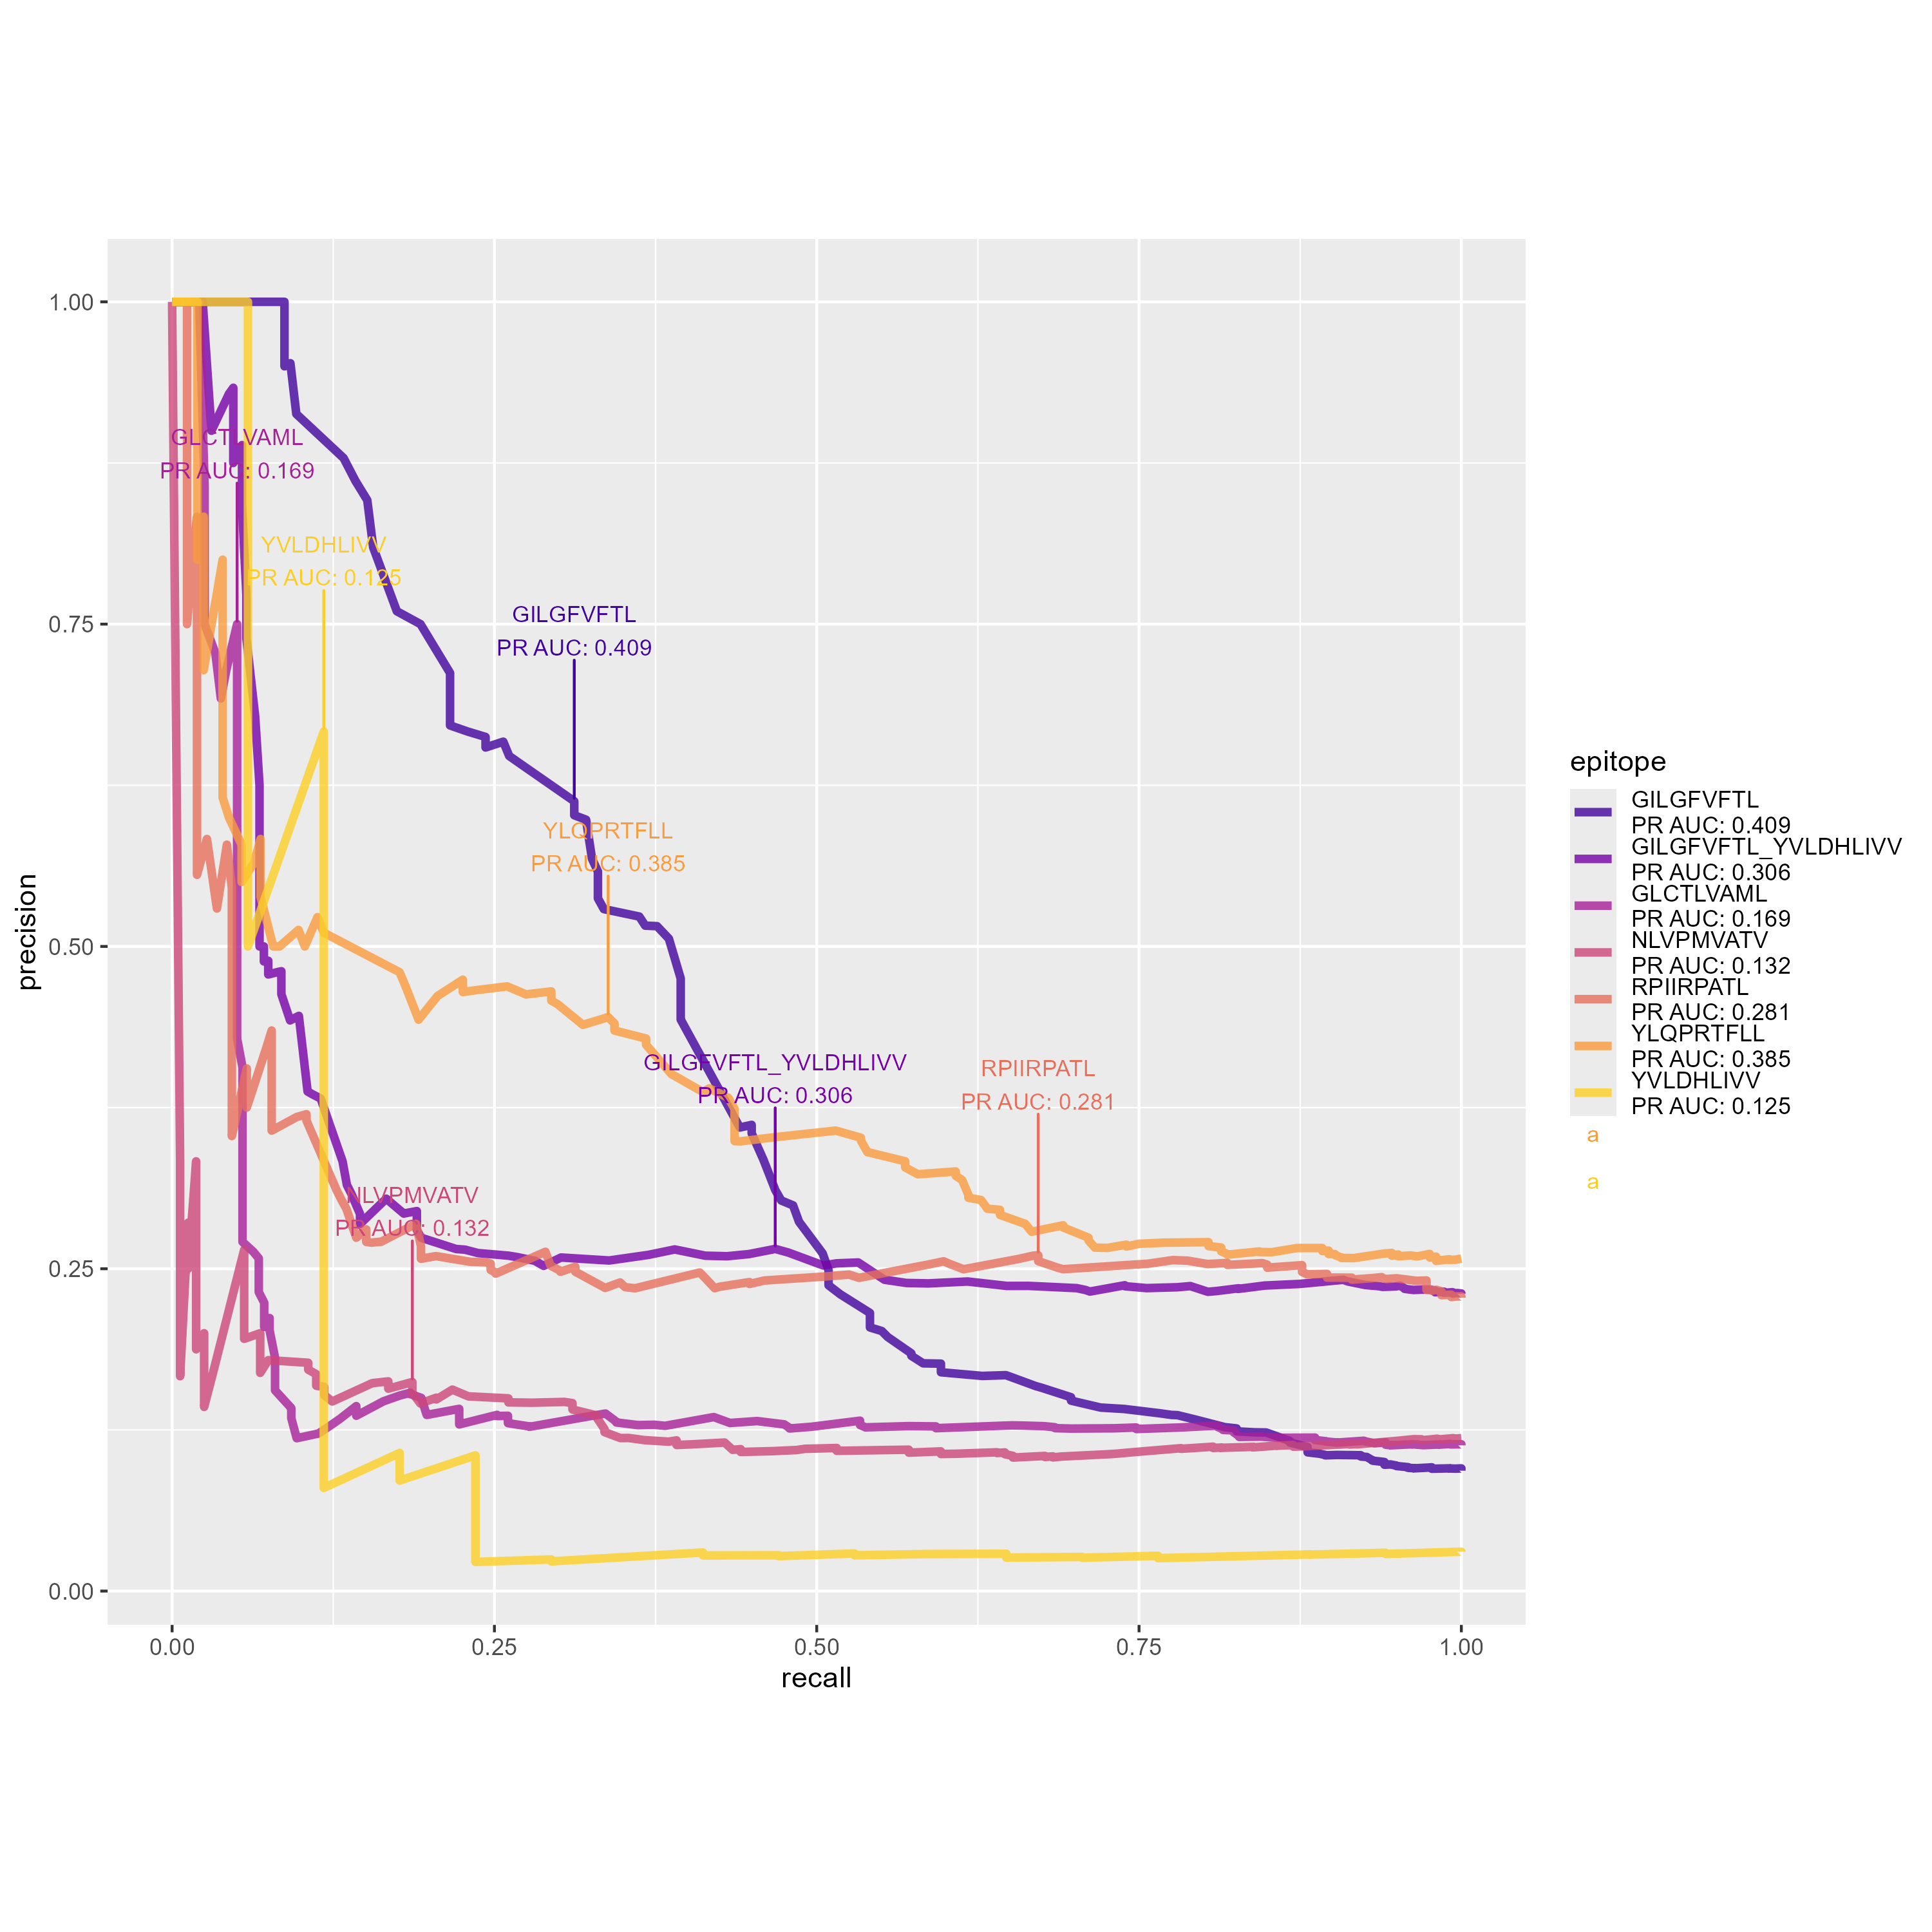 1.00
0.75
0.50
0.25
0.00
precision
GLCTLVAML
PR AUC: 0.169
YVLDHLIVV
PR AUC: 0.125
GILGFVFTL
PR AUC: 0.409
YLQPRTFLL
PR AUC: 0.385
GILGFVFTL_YVLDHLIVV
PR AUC: 0.306
RPIIRPATL
PR AUC: 0.281
NLVPMVATV
PR AUC: 0.132
0.00 0.25 0.50 0.75 1.00
recall
epitope
GILGFVFTL
PR AUC: 0.409
GILGFVFTL_YVLDHLIVV
PR AUC: 0.306
GLCTLVAML
PR AUC: 0.169
NLVPMVATV
PR AUC: 0.132
RPIIRPATL
PR AUC: 0.281
YLQPRTFLL
PR AUC: 0.385
YVLDHLIVV
PR AUC: 0.125
a
a